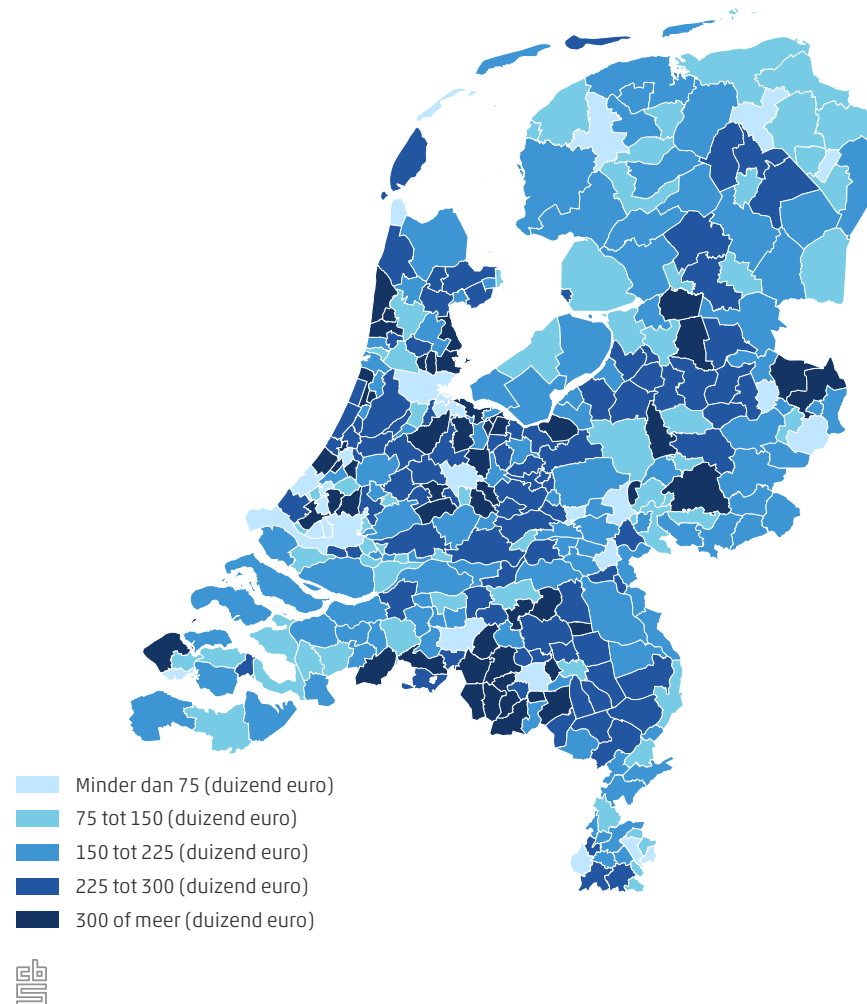 Minder dan 75 (duizend euro)
75 tot 150 (duizend euro)
150 tot 225 (duizend euro)
225 tot 300 (duizend euro)
300 of meer (duizend euro)